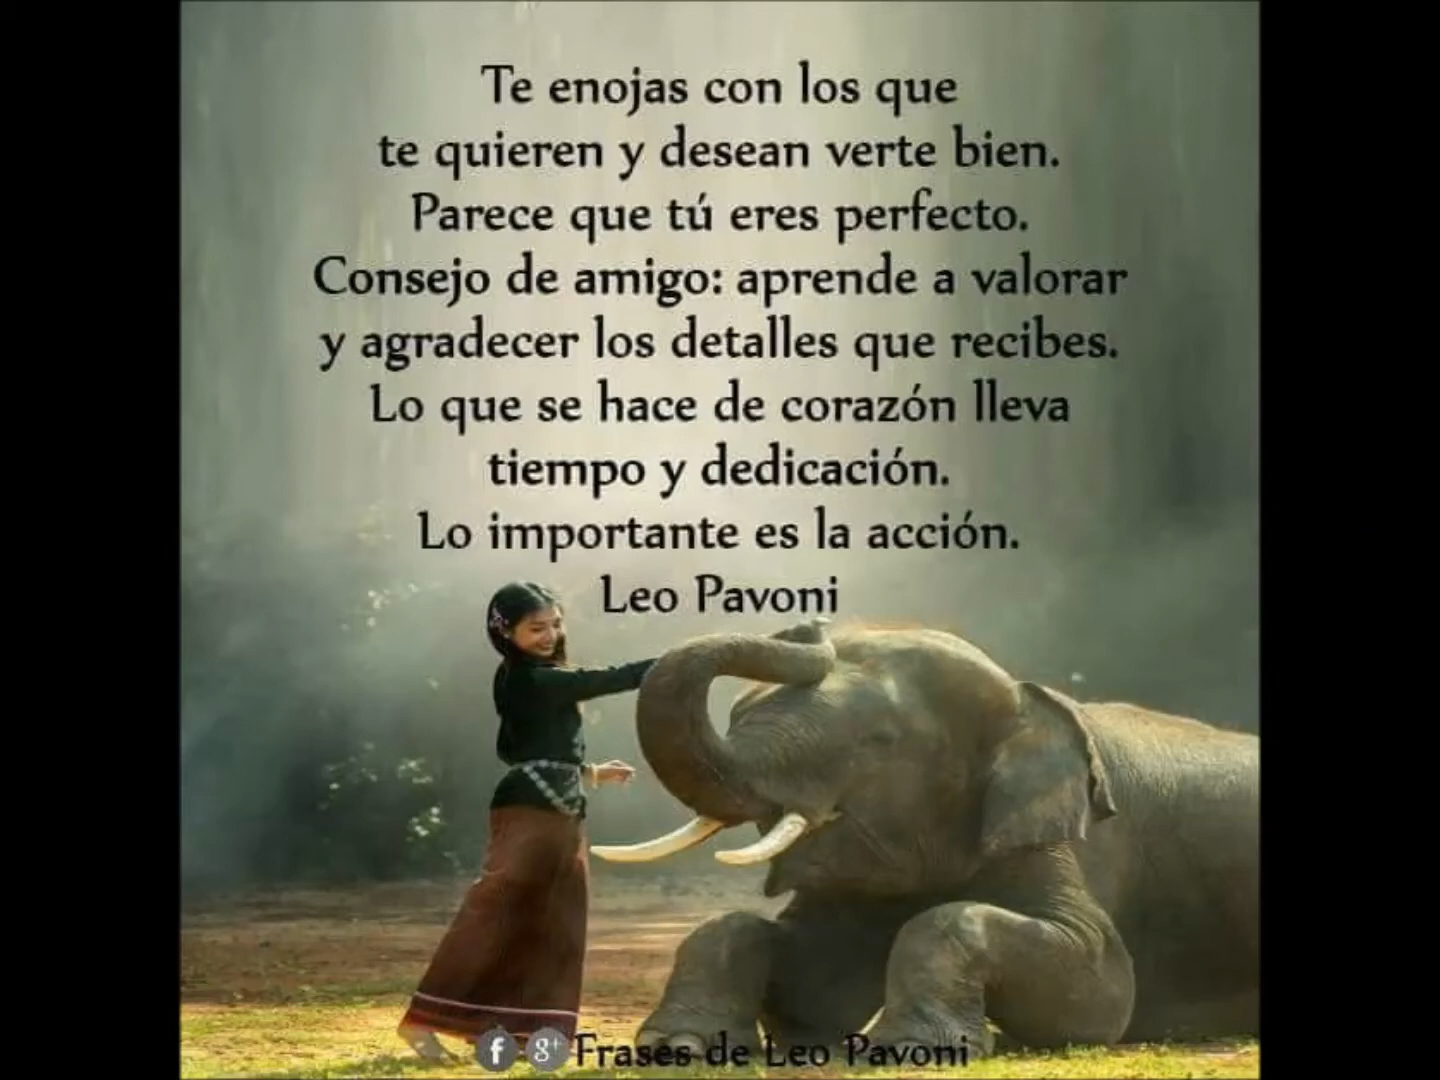 Te enojas con los que
te quieren y desean verte bien.
Parece que tú eres perfecto.
Consejo de amigo: aprende a valorar
y agradecer los detalles que recibes.
Lo que se hace de corazón lleva
tiempo y dedicación.
Lo importante es la acción.
Leo Pavoni
f g+ Frases de Leo Pavoni